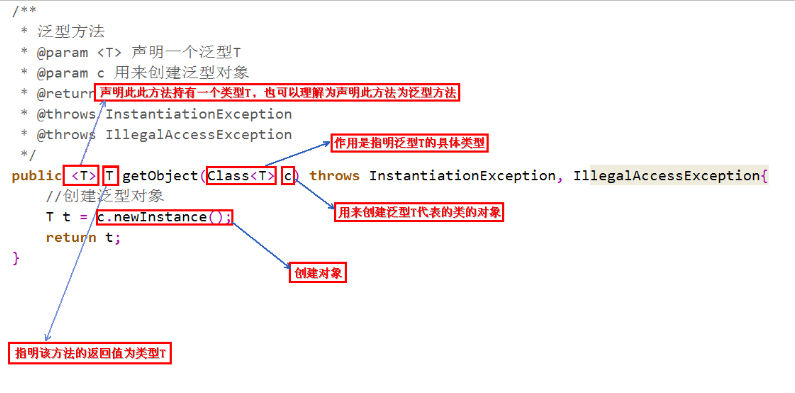 /**
* 泛型方法
* @param <T> 声明一个泛型T
* @param c 用来创建泛型对象
* @return 声明此此方法持有一个类型T，也可以理解为声明此方法为泛型方法
* @throws InstantiationException
* @throws IllegalAccessException
作用是指明泛型T的具体类型
*/
public <T> T getObject(Class<T> c) throws InstantiationException, IllegalAccessException{
//创建泛型对象
用来创建泛型T代表的类的对象
T t = c.newInstance();
return t;
}
创建对象
指明该方法的返回值为类型T